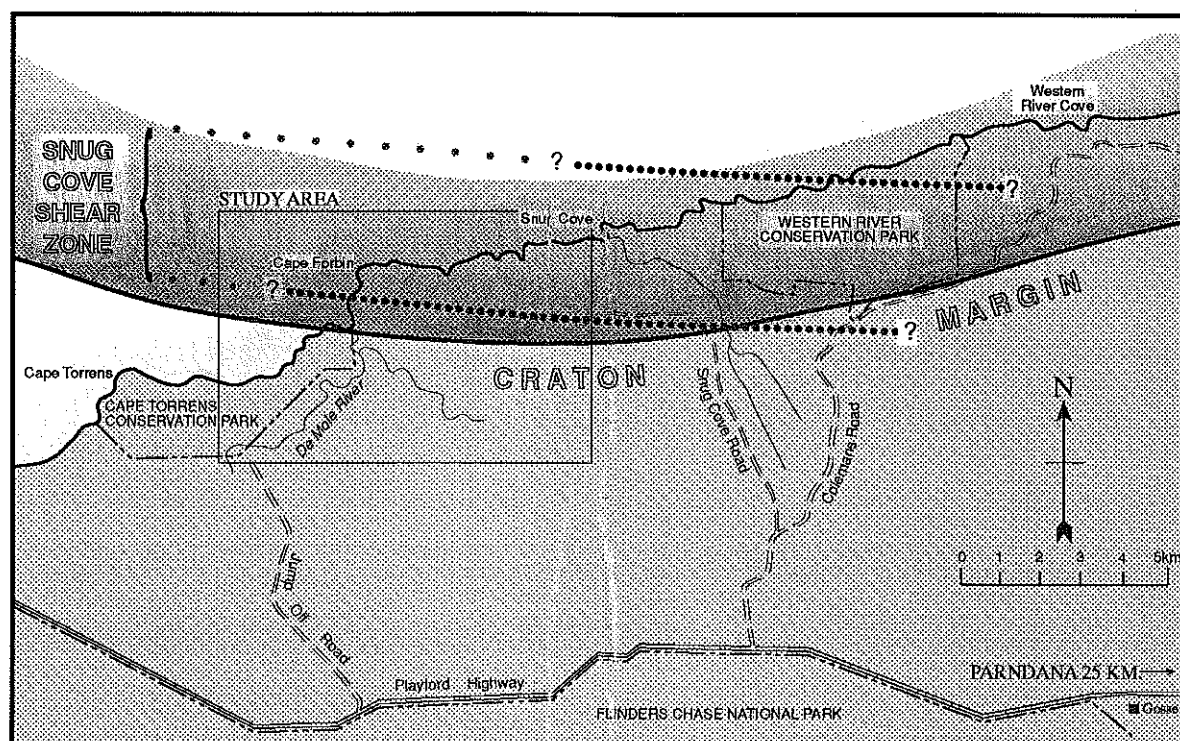 Western
River Cove
SNUG
COVE
SHEAR
ZONE
?
?
STUDY AREA
Snug Cove
WESTERN RIVER
CONSERVATION PARK
Cape Forbin
?
?
MARGIN
CRATON
Cape Torrens
CAPE TORRENS
CONSERVATION PARK
De Mole River
Snug Cove Road
Colemans Road
N
0 1 2 3 4 5km
Jump Off Road
Playford Highway
PARNDANA 25 KM
FLINDERS CHASE NATIONAL PARK
Gosse